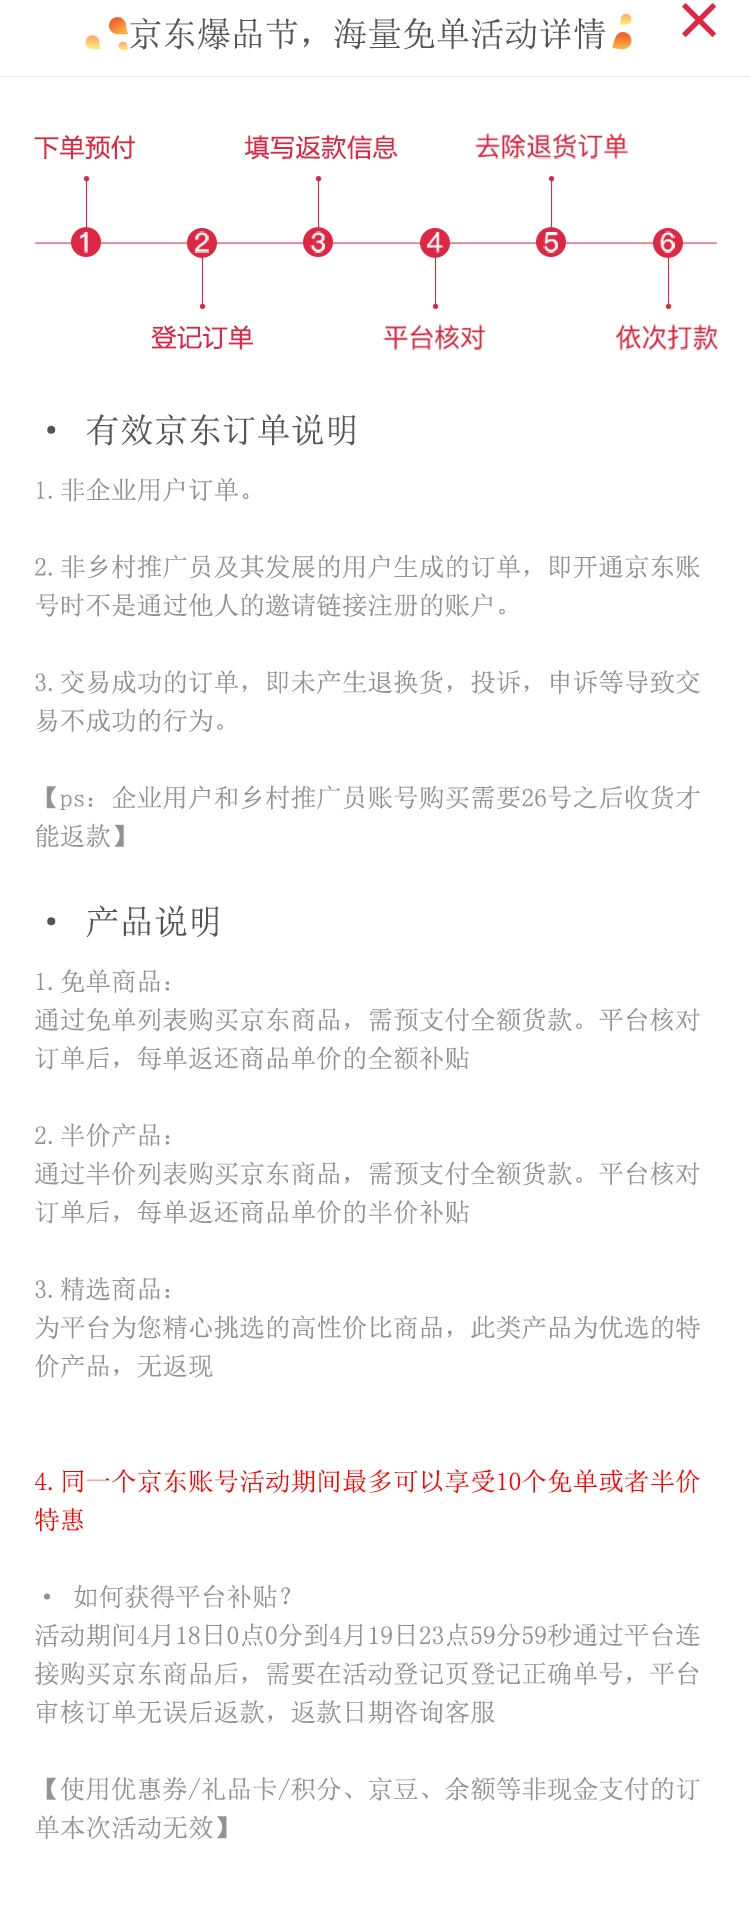 京东爆品节，海量免单活动详情
下单预付
填写返款信息
去除退货订单
1
2
3
4
5
6
登记订单
平台核对
依次打款
· 有效京东订单说明
1.非企业用户订单。
2.非乡村推广员及其发展的用户生成的订单，即开通京东账
号时不是通过他人的邀请链接注册的账户。
3.交易成功的订单，即未产生退换货，投诉，申诉等导致交
易不成功的行为。
【ps：企业用户和乡村推广员账号购买需要26号之后收货才
能返款】
· 产品说明
1.免单商品：
通过免单列表购买京东商品，需预支付全额货款。平台核对
订单后，每单返还商品单价的全额补贴
2.半价产品：
通过半价列表购买京东商品，需预支付全额货款。平台核对
订单后，每单返还商品单价的半价补贴
3.精选商品：
为平台为您精心挑选的高性价比商品，此类产品为优选的特
价产品，无返现
4.同一个京东账号活动期间最多可以享受10个免单或者半价
特惠
· 如何获得平台补贴？
活动期间4月18日0点0分到4月19日23点59分59秒通过平台连
接购买京东商品后，需要在活动登记页登记正确单号，平台
审核订单无误后返款，返款日期咨询客服
【使用优惠券/礼品卡/积分、京豆、余额等非现金支付的订
单本次活动无效】